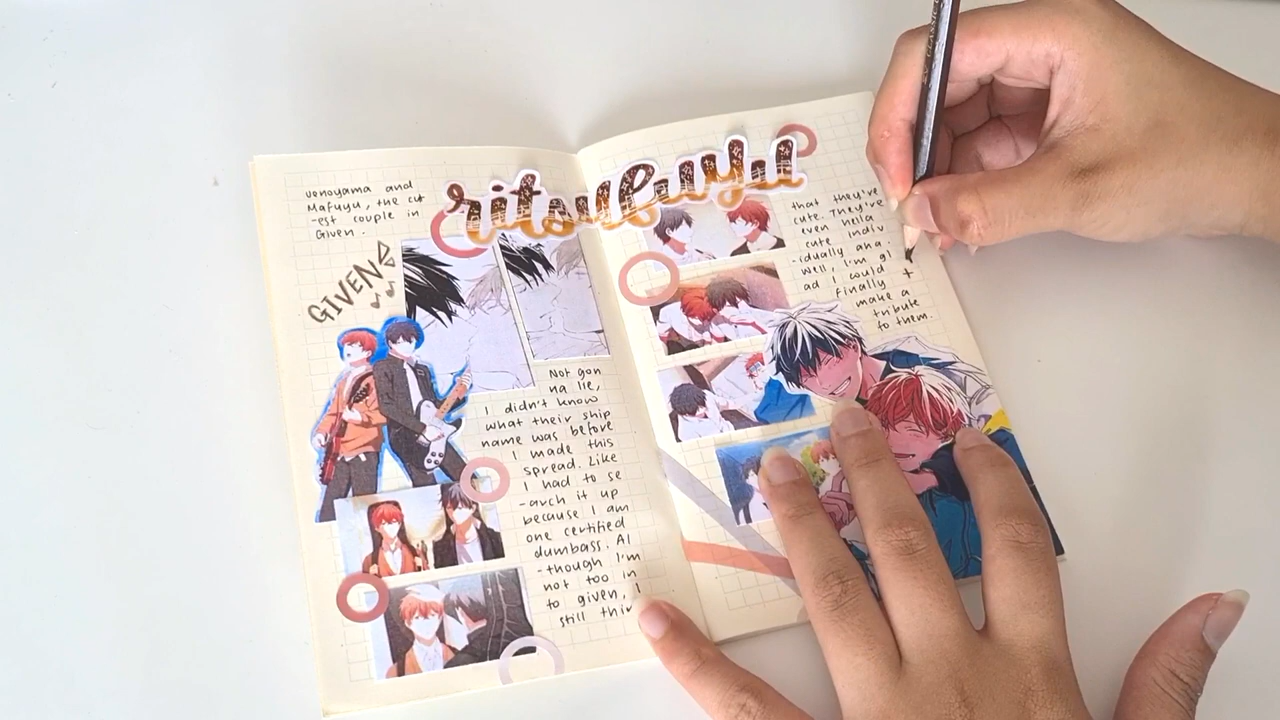 ritsufuyu
uenoyama and
Mafuyu, the cut
-est couple in
Given.
GIVEN
Not gon
na lie,
I didn't know
what their ship
name was before
I made this
spread. Like
I had to se
-arch it up
because I am
one certified
dumbass. Al
-though I'm
not too in
to given, I
still thin
that they're
cute. They're
even hella
cute indiv
-idually aha.
well, I'm gl
ad I could +
finally
make a
tribute
to them.